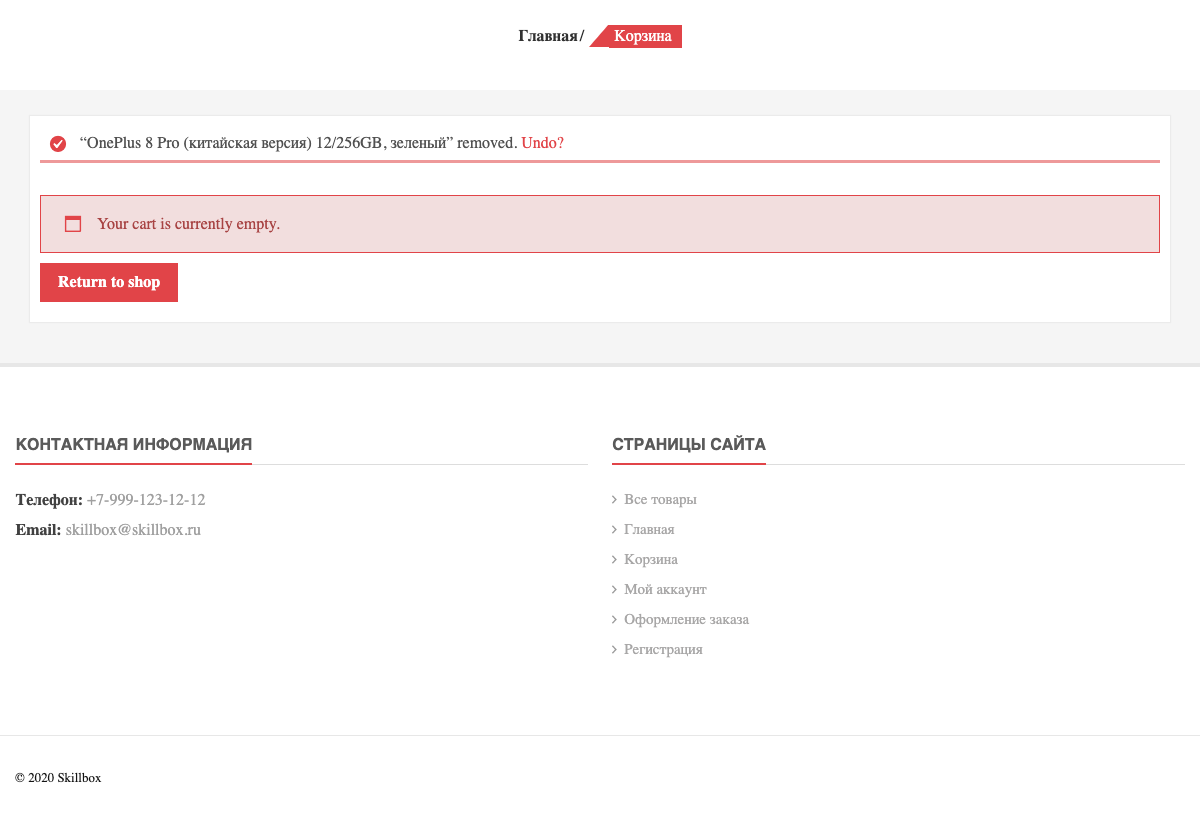 Главная / Корзина
“OnePlus 8 Pro (китайская версия) 12/256GB, зеленый” removed. Undo?
Your cart is currently empty.
Return to shop
КОНТАКТНАЯ ИНФОРМАЦИЯ
Телефон: +7-999-123-12-12
Email: skillbox@skillbox.ru
СТРАНИЦЫ САЙТА
Все товары
Главная
Корзина
Мой аккаунт
Оформление заказа
Регистрация
© 2020 Skillbox